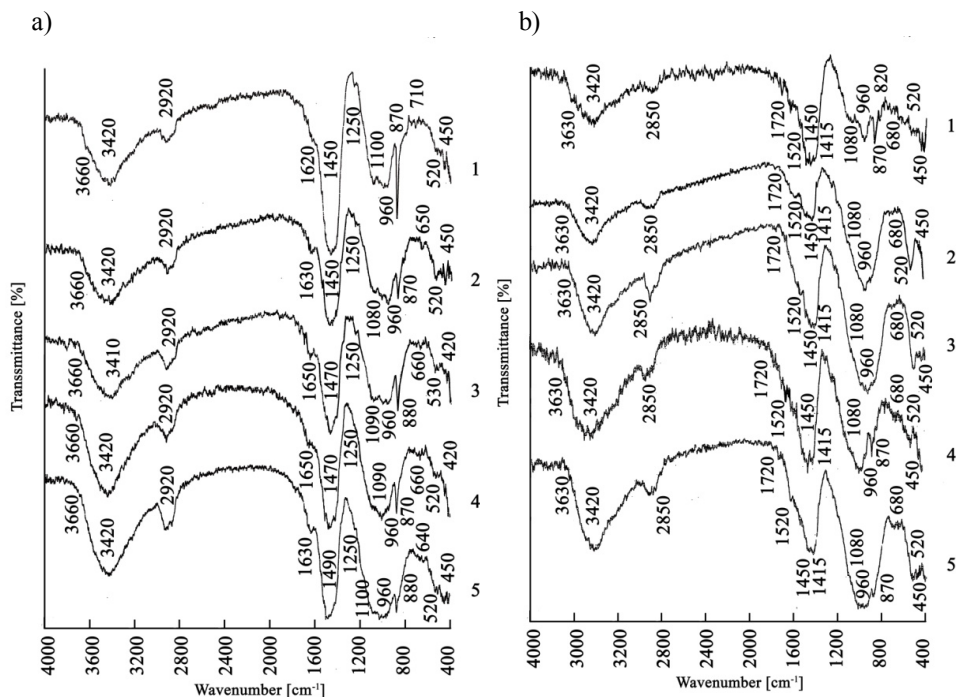 a)
3660 3420 2920 1620 1450 1250 1100 960 870 710 520 450 1
3660 3420 2920 1630 1450 1250 1080 960 870 650 520 450 2
3660 3410 2920 1650 1470 1250 1090 960 880 660 530 420 3
3660 3420 2920 1650 1470 1250 1090 960 870 660 520 420 4
3660 3420 2920 1630 1490 1250 1100 960 880 640 520 450 5
Transsmittance [%]
4000 3600 2800 2000 1600 1200 800 400
Wavenumber [cm⁻¹]
b)
3630 3420 2850 1720 1520 1450 1415 1080 960 870 820 680 520 450 1
3630 3420 2850 1720 1520 1450 1415 1080 960 680 520 450 2
3630 3420 2850 1720 1520 1450 1415 1080 960 680 520 450 3
3630 3420 2850 1720 1520 1450 1415 1080 960 870 680 520 450 4
3630 3420 2850 1720 1520 1450 1415 1080 960 870 680 520 450 5
Transsmittance [%]
4000 3600 2800 2000 1600 1200 800 400
Wavenumber [cm⁻¹]